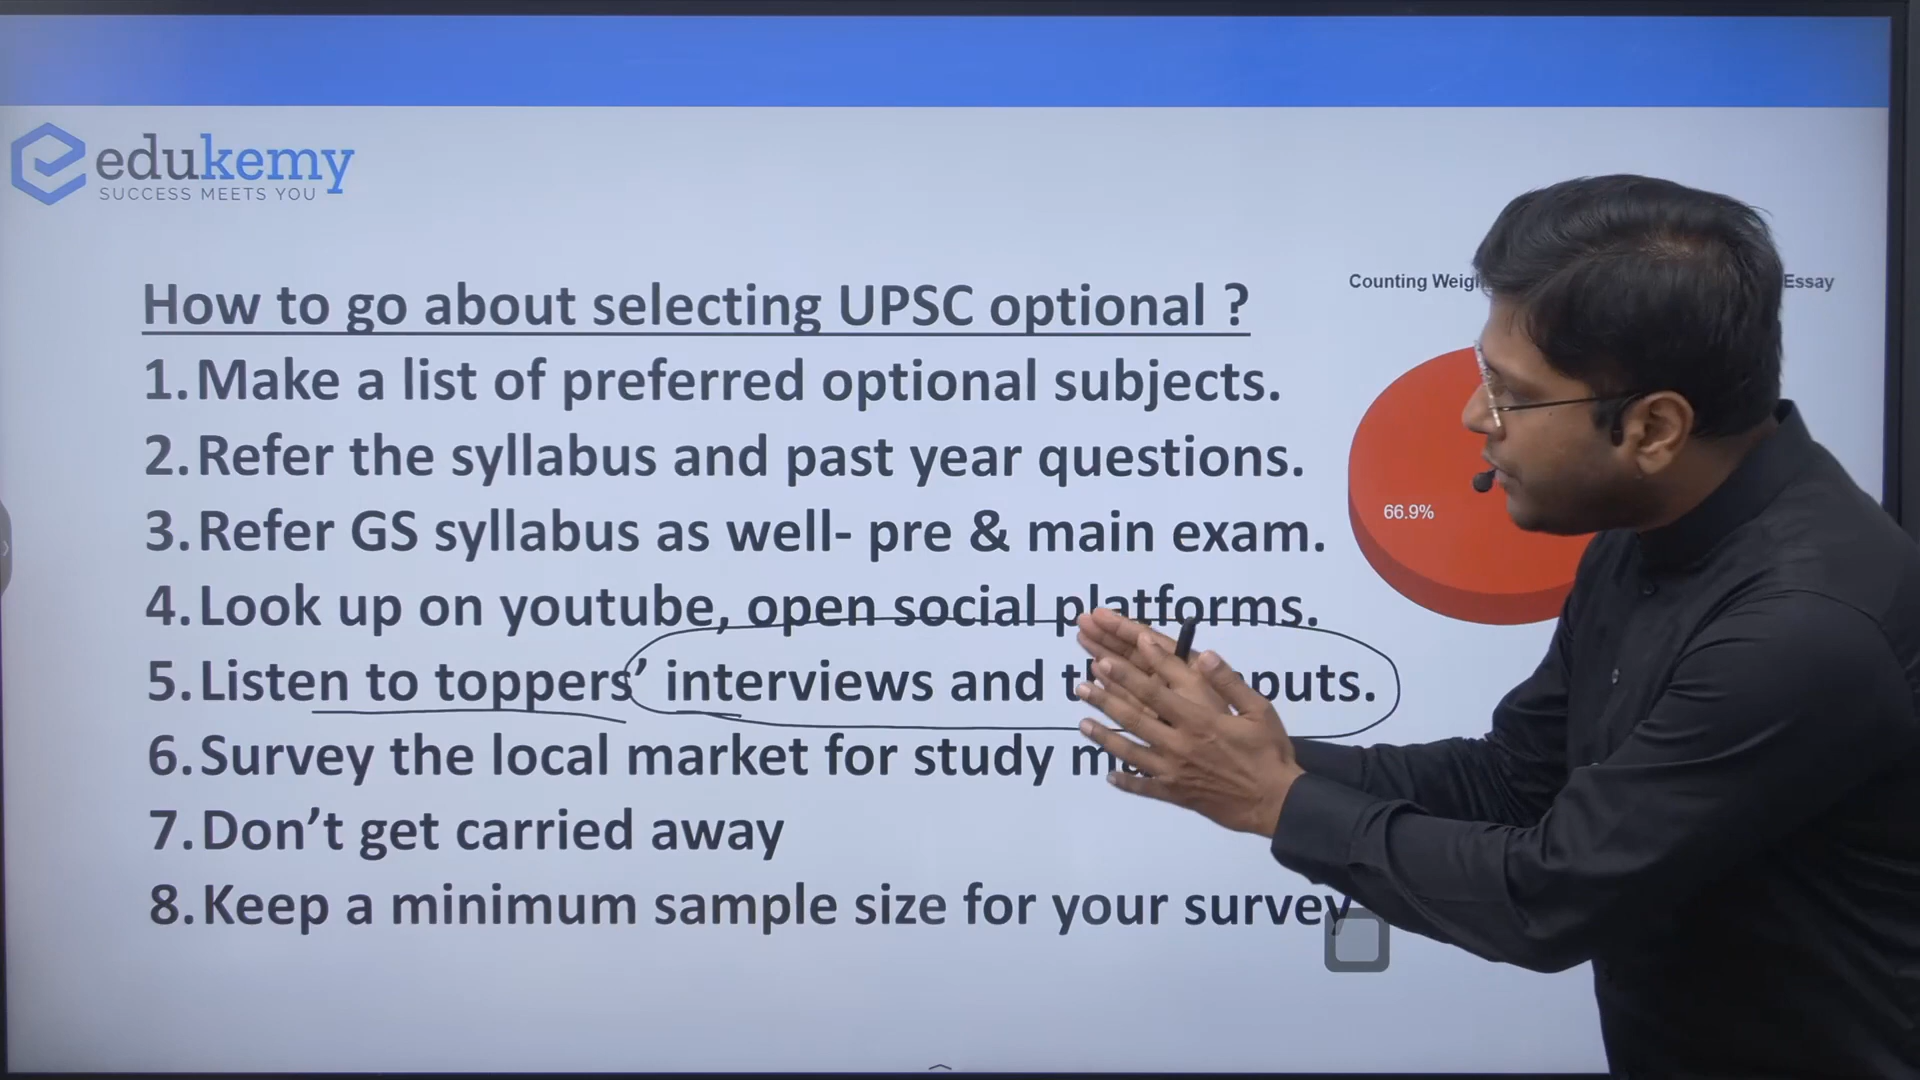 edukemy
SUCCESS MEETS YOU
How to go about selecting UPSC optional ?
Counting Essay
1. Make a list of preferred optional subjects.
2. Refer the syllabus and past year questions.
3. Refer GS syllabus as well- pre & main exam.
66.9%
4. Look up on youtube, open social platforms.
5. Listen to toppers’ interviews and
6. Survey the local market for study
7. Don’t get carried away
8. Keep a minimum sample size for your survey